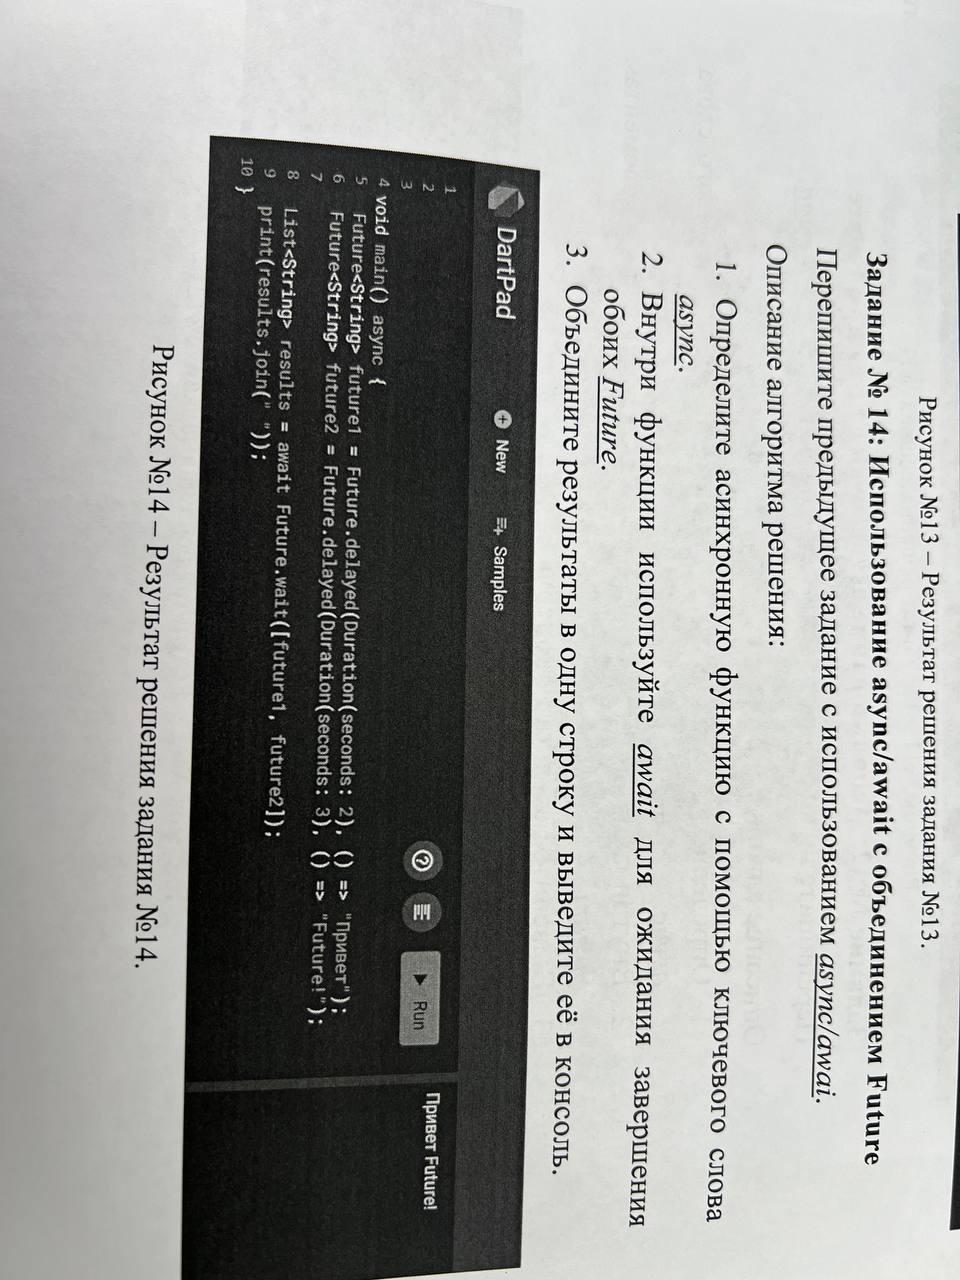 Рисунок №13 – Результат решения задания №13.
Задание № 14: Использование async/await с объединением Future
Перепишите предыдущее задание с использованием async/awai.
Описание алгоритма решения:
1. Определите асинхронную функцию с помощью ключевого слова
async.
2. Внутри функции используйте await для ожидания завершения
обоих Future.
3. Объедините результаты в одну строку и выведите её в консоль.
DartPad New Samples
Run
Привет Future!
1
2
3
4 void main() async {
5 Future<String> future1 = Future.delayed(Duration(seconds: 2), () => "Привет");
6 Future<String> future2 = Future.delayed(Duration(seconds: 3), () => "Future!");
7
8 List<String> results = await Future.wait([future1, future2]);
9 print(results.join(" "));
10 }
Рисунок №14 – Результат решения задания №14.